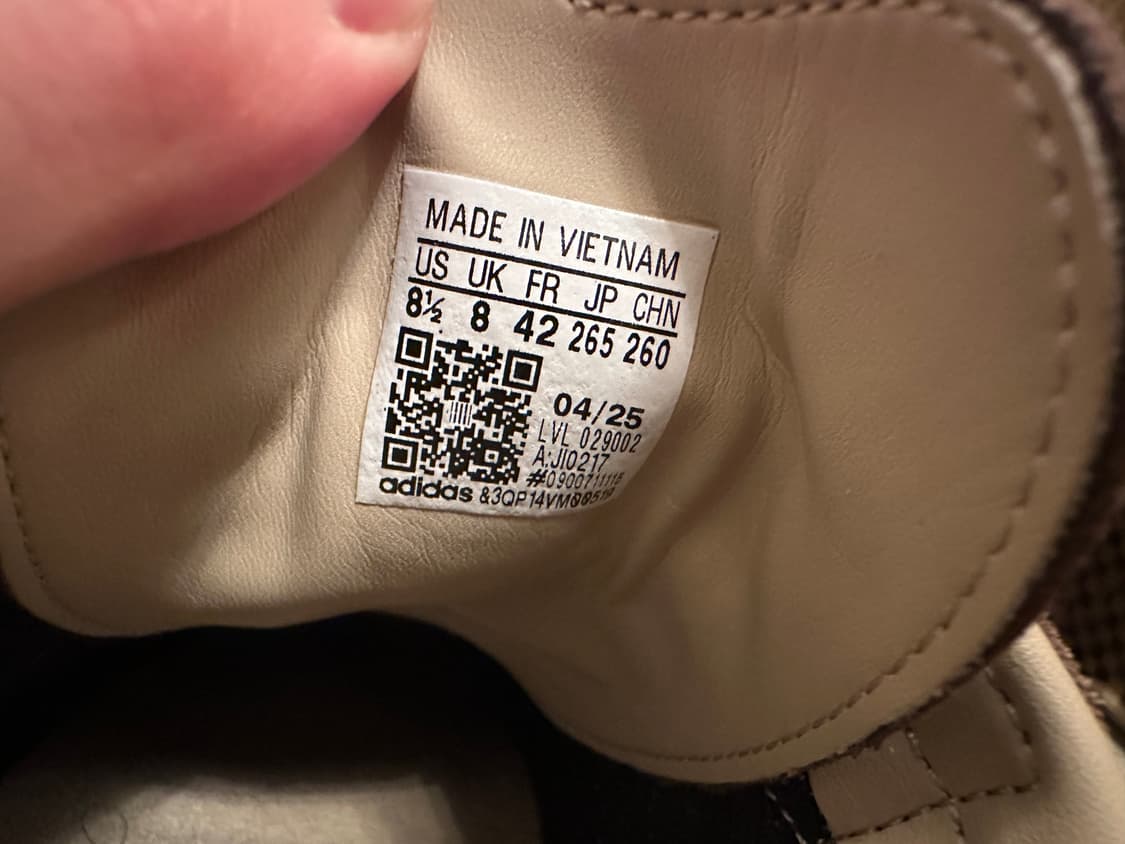 MADE IN VIETNAM
US UK FR JP CHN
8½ 8 42 265 260
04/25
LVL 029002
A:JI0217
adidas